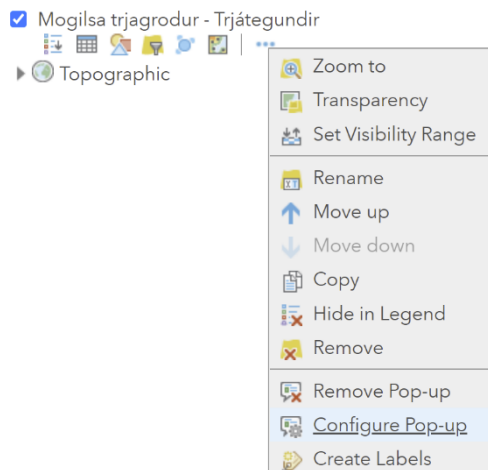 Mogilsa trjagrodur - Trjátegundir
Topographic
Zoom to
Transparency
Set Visibility Range
Rename
Move up
Move down
Copy
Hide in Legend
Remove
Remove Pop-up
Configure Pop-up
Create Labels